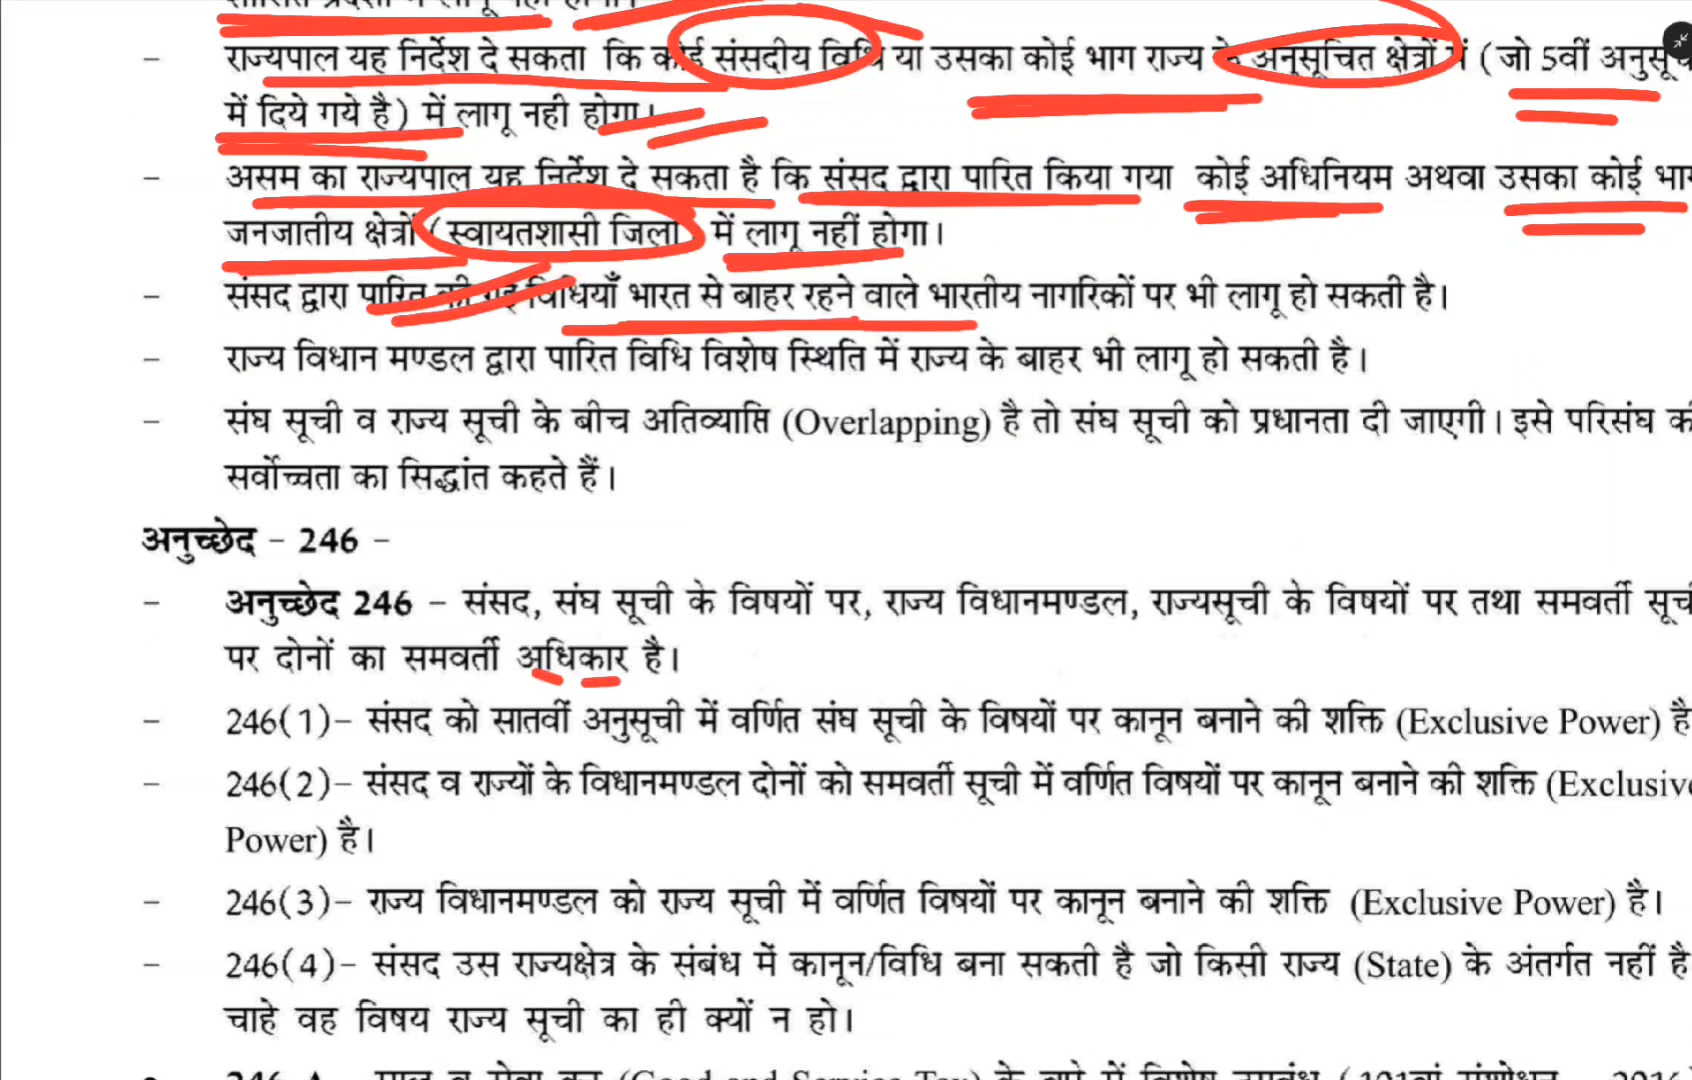 – राज्यपाल यह निर्देश दे सकता कि कोई संसदीय विधि या उसका कोई भाग राज्य के अनुसूचित क्षेत्रों में (जो 5वीं
में दिये गये है) में लागू नही होगा।
– असम का राज्यपाल यह निर्देश दे सकता है कि संसद द्वारा पारित किया गया कोई अधिनियम अथवा उसका कोई
जनजातीय क्षेत्रों (स्वायतशासी जिला) में लागू नहीं होगा।
– संसद द्वारा पारित की गई विधियाँ भारत से बाहर रहने वाले भारतीय नागरिकों पर भी लागू हो सकती है।
– राज्य विधान मण्डल द्वारा पारित विधि विशेष स्थिति में राज्य के बाहर भी लागू हो सकती है।
– संघ सूची व राज्य सूची के बीच अतिव्याप्ति (Overlapping) है तो संघ सूची को प्रधानता दी जाएगी। इसे परिसंघ की
सर्वोच्चता का सिद्धांत कहते हैं।
अनुच्छेद – 246 –
– अनुच्छेद 246 – संसद, संघ सूची के विषयों पर, राज्य विधानमण्डल, राज्यसूची के विषयों पर तथा समवर्ती
पर दोनों का समवर्ती अधिकार है।
– 246(1)– संसद को सातवीं अनुसूची में वर्णित संघ सूची के विषयों पर कानून बनाने की शक्ति (Exclusive Power) है
– 246(2)– संसद व राज्यों के विधानमण्डल दोनों को समवर्ती सूची में वर्णित विषयों पर कानून बनाने की शक्ति (Exclusive
Power) है।
– 246(3)– राज्य विधानमण्डल को राज्य सूची में वर्णित विषयों पर कानून बनाने की शक्ति (Exclusive Power) है।
– 246(4)– संसद उस राज्यक्षेत्र के संबंध में कानून/विधि बना सकती है जो किसी राज्य (State) के अंतर्गत नहीं है
चाहे वह विषय राज्य सूची का ही क्यों न हो।